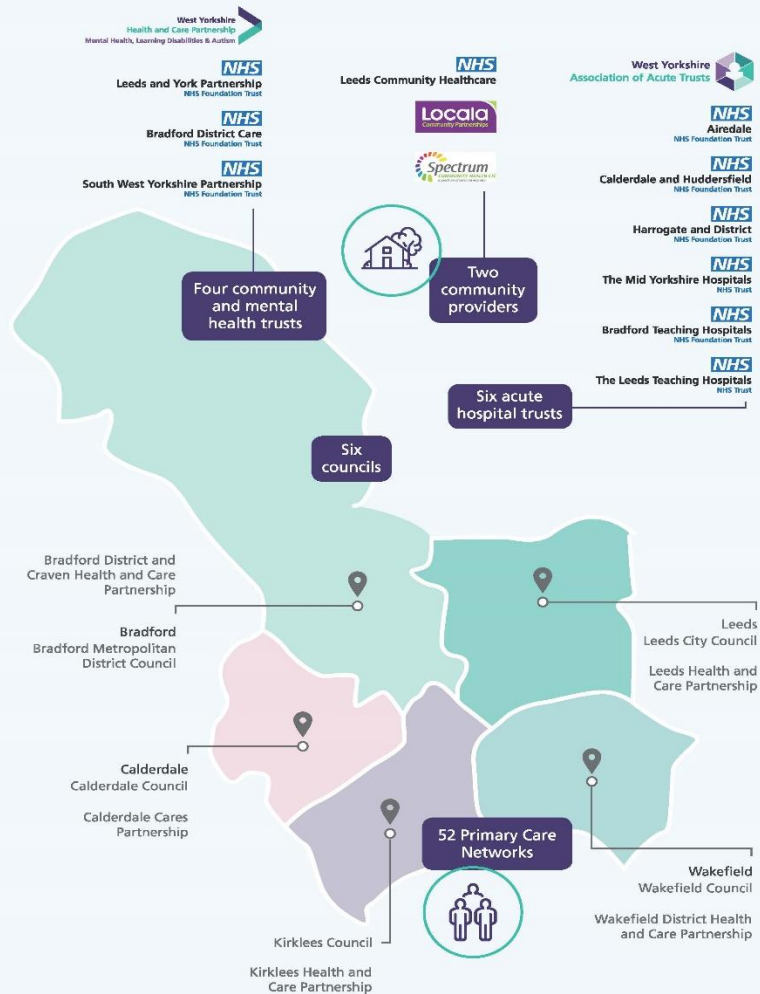 West Yorkshire
Health and Care Partnership
Mental Health, Learning Disabilities & Autism
NHS
Leeds and York Partnership
NHS Foundation Trust
NHS
Bradford District Care
NHS Foundation Trust
NHS
South West Yorkshire Partnership
NHS Foundation Trust
Four community
and mental
health trusts
NHS
Leeds Community Healthcare
Locala
Community Partnerships
Spectrum
COMMUNITY HEALTH CIC
Two
community
providers
West Yorkshire
Association of Acute Trusts
NHS
Airedale
NHS Foundation Trust
NHS
Calderdale and Huddersfield
NHS Foundation Trust
NHS
Harrogate and District
NHS Foundation Trust
NHS
The Mid Yorkshire Hospitals
NHS Trust
NHS
Bradford Teaching Hospitals
NHS Foundation Trust
NHS
The Leeds Teaching Hospitals
NHS Trust
Six acute
hospital trusts
Six
councils
Bradford District and
Craven Health and Care
Partnership
Bradford
Bradford Metropolitan
District Council
Leeds
Leeds City Council
Leeds Health and
Care Partnership
Calderdale
Calderdale Council
Calderdale Cares
Partnership
52 Primary Care
Networks
Wakefield
Wakefield Council
Wakefield District Health
and Care Partnership
Kirklees Council
Kirklees Health and
Care Partnership